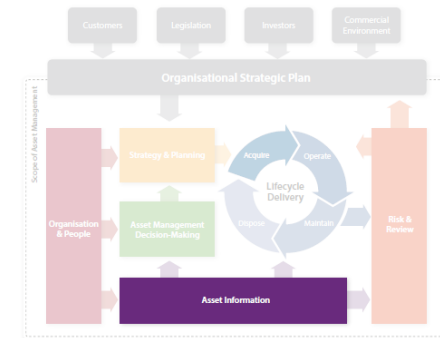 Customers
Legislation
Investors
Commercial
Environment
Organisational Strategic Plan
Scope of Asset Management
Strategy & Planning
Acquire
Operate
Organisation
& People
Lifecycle
Delivery
Asset Management
Decision-Making
Dispose
Maintain
Risk &
Review
Asset Information